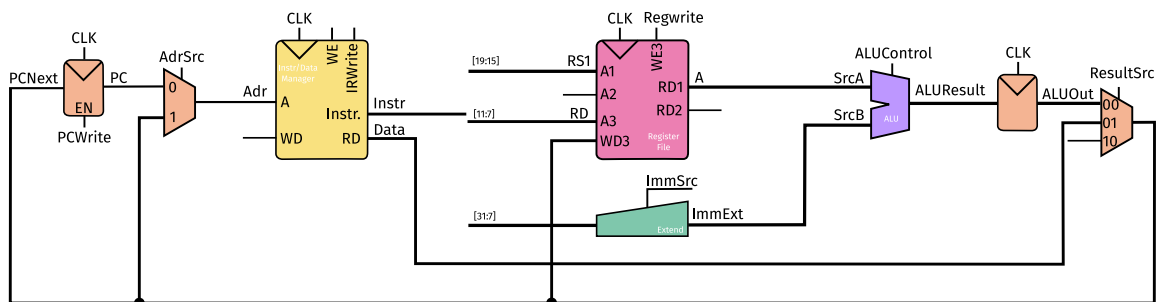 CLK
PCNext
PC
EN
PCWrite
AdrSrc
0
1
Adr
CLK
WE
IRWrite
Instr/Data
Manager
A
Instr.
WD
RD
Instr
Data
[19:15]
[11:7]
[31:7]
RS1
RD
CLK
Regwrite
WE3
A1
A2
A3
WD3
RD1
RD2
Register
File
A
ImmSrc
Extend
ImmExt
SrcA
SrcB
ALUControl
ALU
ALUResult
CLK
ALUOut
ResultSrc
00
01
10